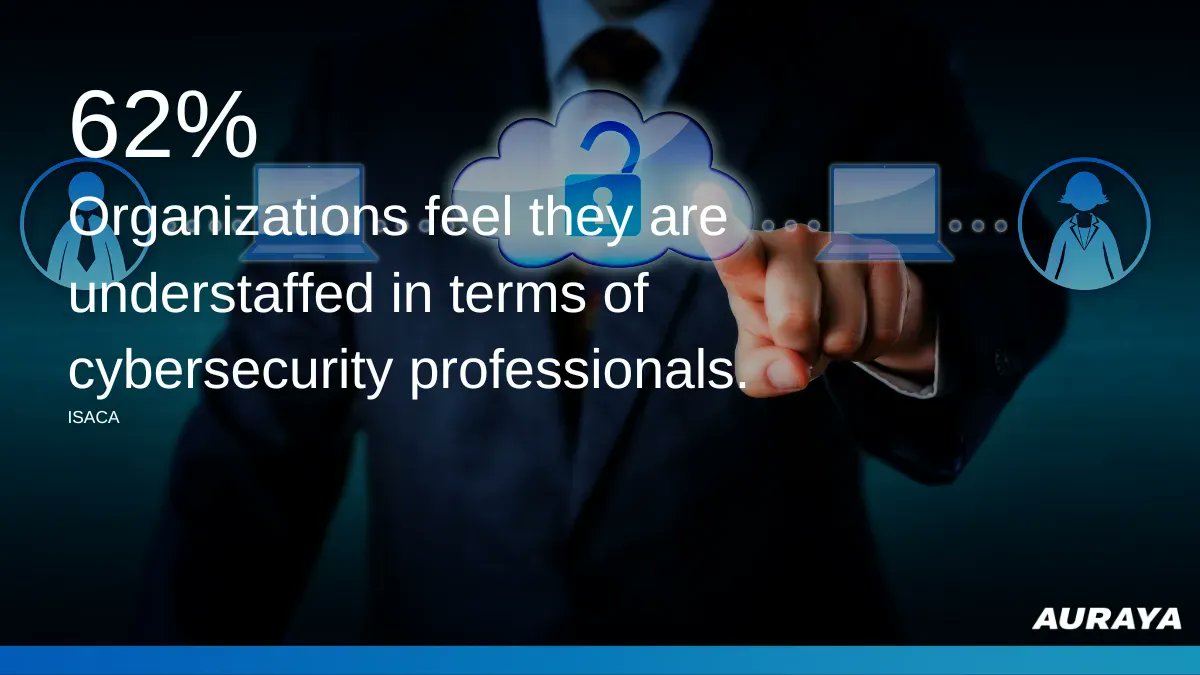 62%
Organizations feel they are
understaffed in terms of
cybersecurity professionals.
ISACA
AURAYA